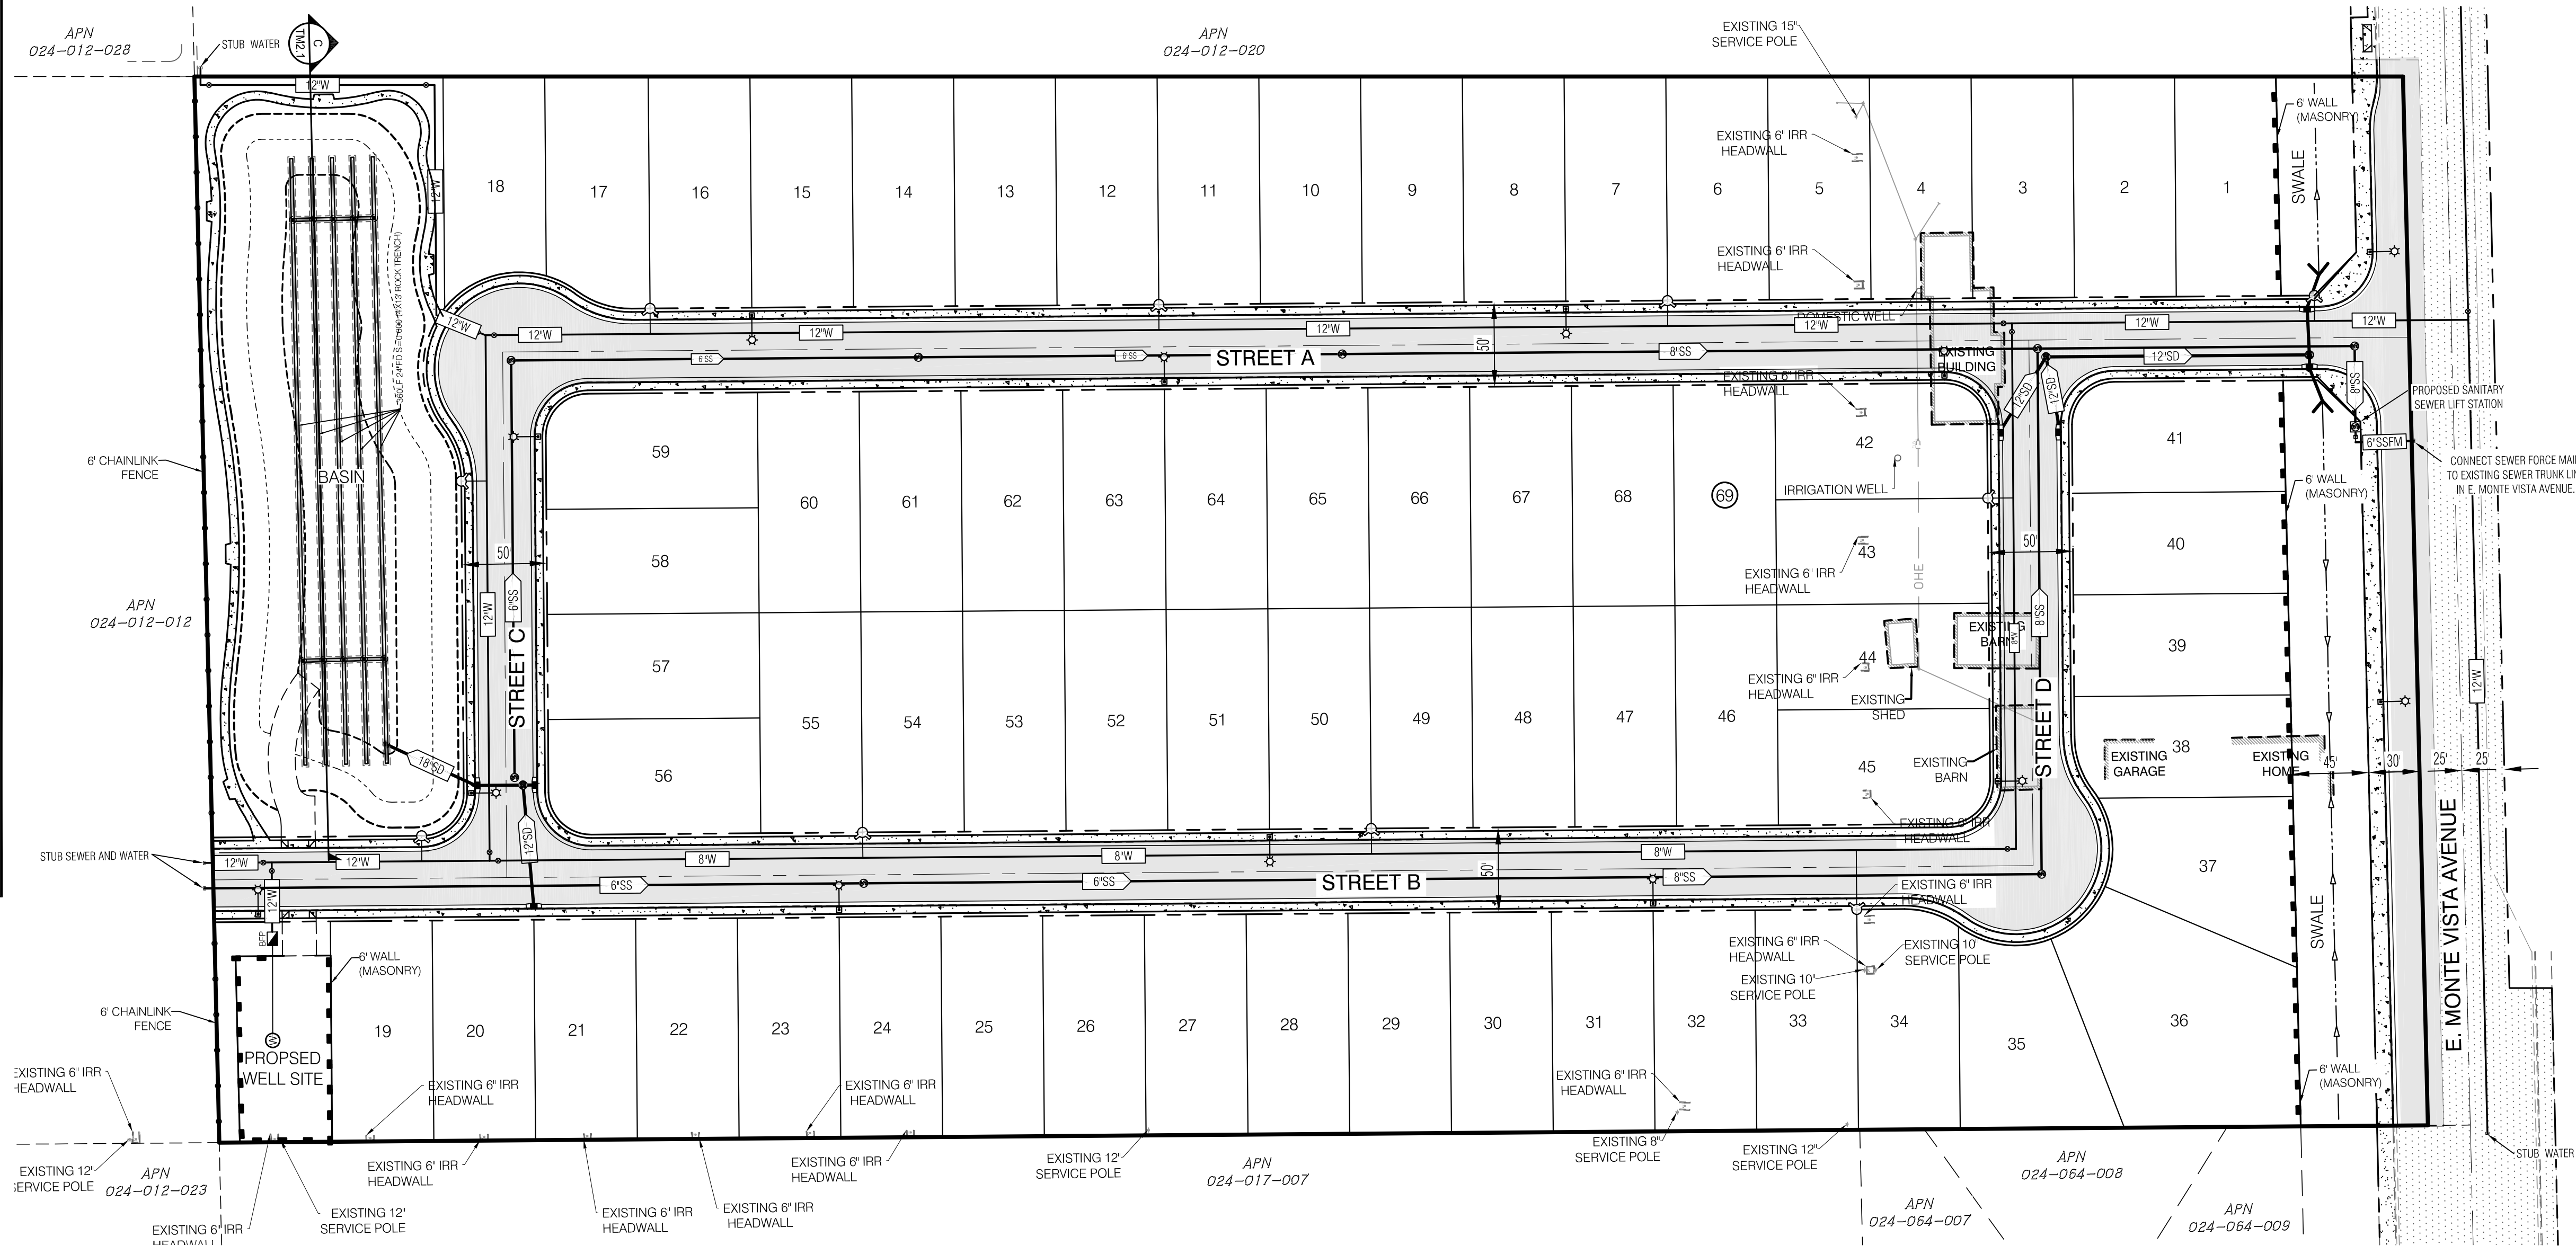 APN
024-012-028
STUB WATER
C
TM2.1
APN
024-012-020
EXISTING 15"
SERVICE POLE
12"W
12"W
6' WALL
(MASONRY)
EXISTING 6" IRR
HEADWALL
SWALE
18
17
16
15
14
13
12
11
10
9
8
7
6
5
4
3
2
1
EXISTING 6" IRR
HEADWALL
12"W
12"W
12"W
12"W
DOMESTIC WELL
12"W
12"W
12"W
6"SS
6"SS
STREET A
50'
8"SS
EXISTING
BUILDING
12"SD
12"SD
12"SD
8"SS
EXISTING 6" IRR
HEADWALL
PROPOSED SANITARY
SEWER LIFT STATION
6"SSFM
CONNECT SEWER FORCE MAI
TO EXISTING SEWER TRUNK LI
IN E. MONTE VISTA AVENUE.
6' CHAINLINK
FENCE
BASIN
59
42
41
60
61
62
63
64
65
66
67
68
69
IRRIGATION WELL
6' WALL
(MASONRY)
50'
58
43
EXISTING 6" IRR
HEADWALL
OHE
50'
40
APN
024-012-012
12"W
6"SS
STREET C
57
44
EXISTING 6" IRR
HEADWALL
EXISTING
SHED
EXISTING
BARN
8"W
8"SS
39
12"W
55
54
53
52
51
50
49
48
47
46
STREET D
56
45
EXISTING
BARN
EXISTING
GARAGE
38
EXISTING
HOME
45'
30'
25'
25'
18"SD
12"SD
EXISTING 6" IRR
HEADWALL
STUB SEWER AND WATER
12"W
12"W
8"W
8"W
8"W
37
12"W
6"SS
6"SS
STREET B
50'
8"SS
EXISTING 6" IRR
HEADWALL
E. MONTE VISTA AVENUE
SWALE
BFP
6' WALL
(MASONRY)
EXISTING 6" IRR
HEADWALL
EXISTING 10"
SERVICE POLE
EXISTING 10"
SERVICE POLE
6' CHAINLINK
FENCE
W
PROPSED
WELL SITE
19
20
21
22
23
24
25
26
27
28
29
30
31
32
33
34
35
36
EXISTING 6" IRR
HEADWALL
EXISTING 6" IRR
HEADWALL
EXISTING 6" IRR
HEADWALL
EXISTING 6" IRR
HEADWALL
6' WALL
(MASONRY)
EXISTING 12"
SERVICE POLE
APN
024-012-023
EXISTING 6" IRR
HEADWALL
EXISTING 6" IRR
HEADWALL
EXISTING 12"
SERVICE POLE
APN
024-017-007
EXISTING 8"
SERVICE POLE
EXISTING 12"
SERVICE POLE
APN
024-064-008
STUB WATER
EXISTING 6" IRR
HEADWALL
EXISTING 12"
SERVICE POLE
EXISTING 6" IRR
HEADWALL
EXISTING 6" IRR
HEADWALL
APN
024-064-007
APN
024-064-009